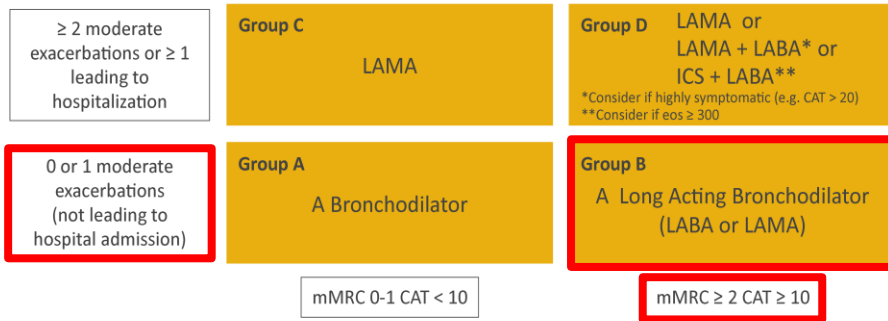 ≥ 2 moderate
exacerbations or ≥ 1
leading to
hospitalization
Group C
LAMA
Group D
LAMA or
LAMA + LABA* or
ICS + LABA**
*Consider if highly symptomatic (e.g. CAT > 20)
**Consider if eos ≥ 300
0 or 1 moderate
exacerbations
(not leading to
hospital admission)
Group A
A Bronchodilator
Group B
A Long Acting Bronchodilator
(LABA or LAMA)
mMRC 0-1 CAT < 10
mMRC ≥ 2 CAT ≥ 10